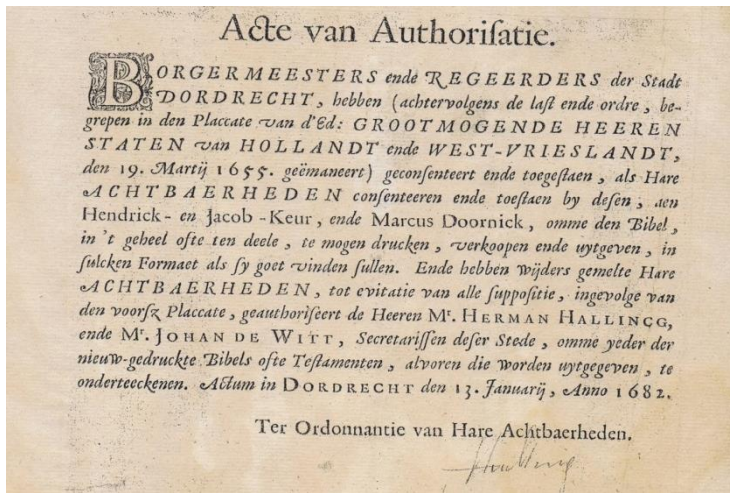 Acte van Authoriſatie.
BORGERMEESTERS ende REGEERDERS der Stadt
DORDRECHT, hebben (achtervolgens de laſt ende ordre, be-
grepen in den Placcate van d'Ed: GROOTMOGENDE HEEREN
STATEN van HOLLANDT ende WEST-VRIESLANDT,
den 19. Martij 1655. geëmaneert) geconſenteert ende toegeſtaen, als Hare
ACHTBAERHEDEN conſenteeren ende toeſtaen by deſen, aen
Hendrick- en Jacob-Keur, ende Marcus Doornick, omme den Bibel,
in 't geheel ofte ten deele, te mogen drucken, verkoopen ende uytgeven, in
ſulcken Formaet als ſy goet vinden ſullen. Ende hebben wijders gemelte Hare
ACHTBAERHEDEN, tot evitatie van alle ſuppoſitie, ingevolge van
den voorſz Placcate, geauthoriſeert de Heeren Mr. HERMAN HALLINCG,
ende Mr. JOHAN DE WITT, Secretariſſen deſer Stede, omme yeder der
nieuw-gedruckte Bibels ofte Teſtamenten, alvoren die worden uytgegeven, te
onderteeckenen. Actum in DORDRECHT den 13. Januarij, Anno 1682.
Ter Ordonnantie van Hare Achtbaerheden.